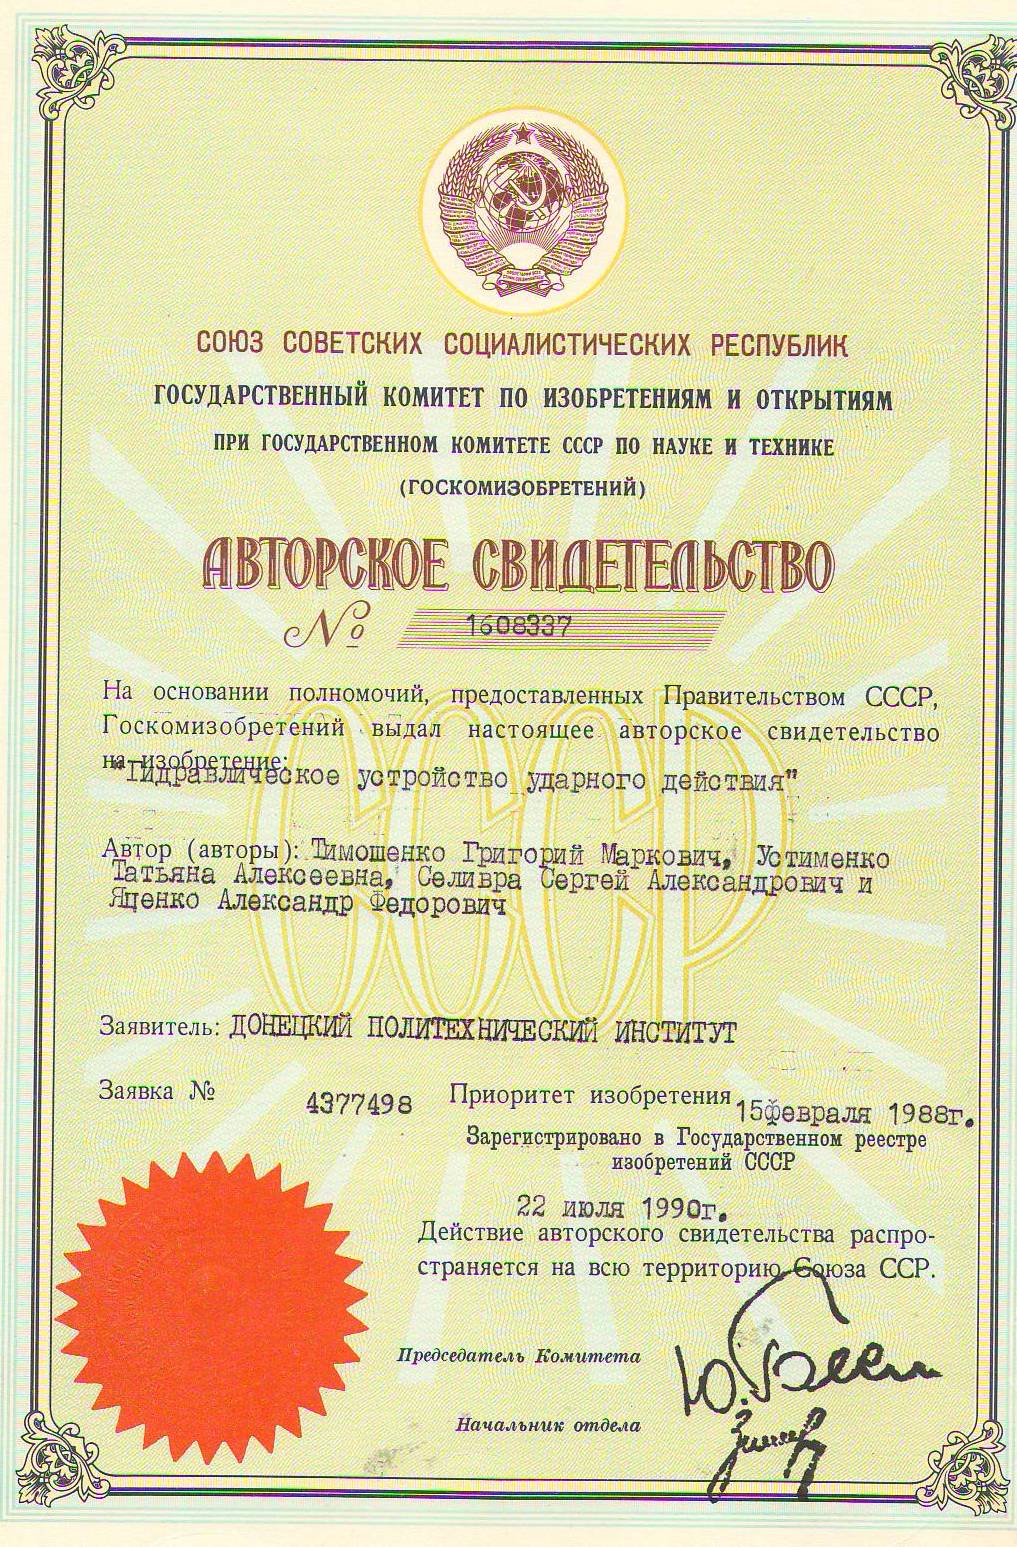 СОЮЗ СОВЕТСКИХ СОЦИАЛИСТИЧЕСКИХ РЕСПУБЛИК
ГОСУДАРСТВЕННЫЙ КОМИТЕТ ПО ИЗОБРЕТЕНИЯМ И ОТКРЫТИЯМ
ПРИ ГОСУДАРСТВЕННОМ КОМИТЕТЕ СССР ПО НАУКЕ И ТЕХНИКЕ
(ГОСКОМИЗОБРЕТЕНИЙ)
АВТОРСКОЕ СВИДЕТЕЛЬСТВО
№ 1608337
СССР
На основании полномочий, предоставленных Правительством СССР,
Госкомизобретений выдал настоящее авторское свидетельство
на изобретение:
"Гидравлическое устройство ударного действия"
Автор (авторы): Тимошенко Григорий Маркович, Устименко
Татьяна Алексеевна, Селивра Сергей Александрович и
Яценко Александр Федорович
Заявитель: ДОНЕЦКИЙ ПОЛИТЕХНИЧЕСКИЙ ИНСТИТУТ
Заявка № 4377498 Приоритет изобретения 15февраля 1988г.
Зарегистрировано в Государственном реестре
изобретений СССР
22 июля 1990г.
Действие авторского свидетельства распро-
страняется на всю территорию Союза ССР.
Председатель Комитета
Начальник отдела